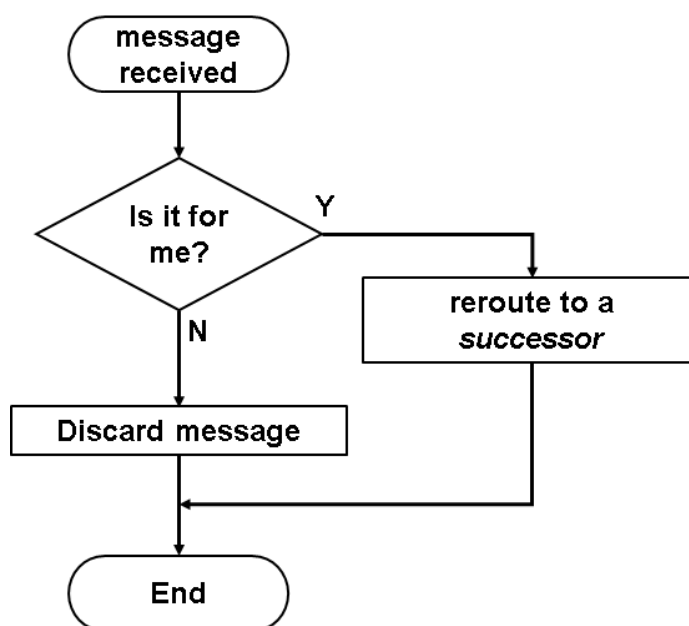 message
received
Is it for
me?
Y
N
reroute to a
successor
Discard message
End